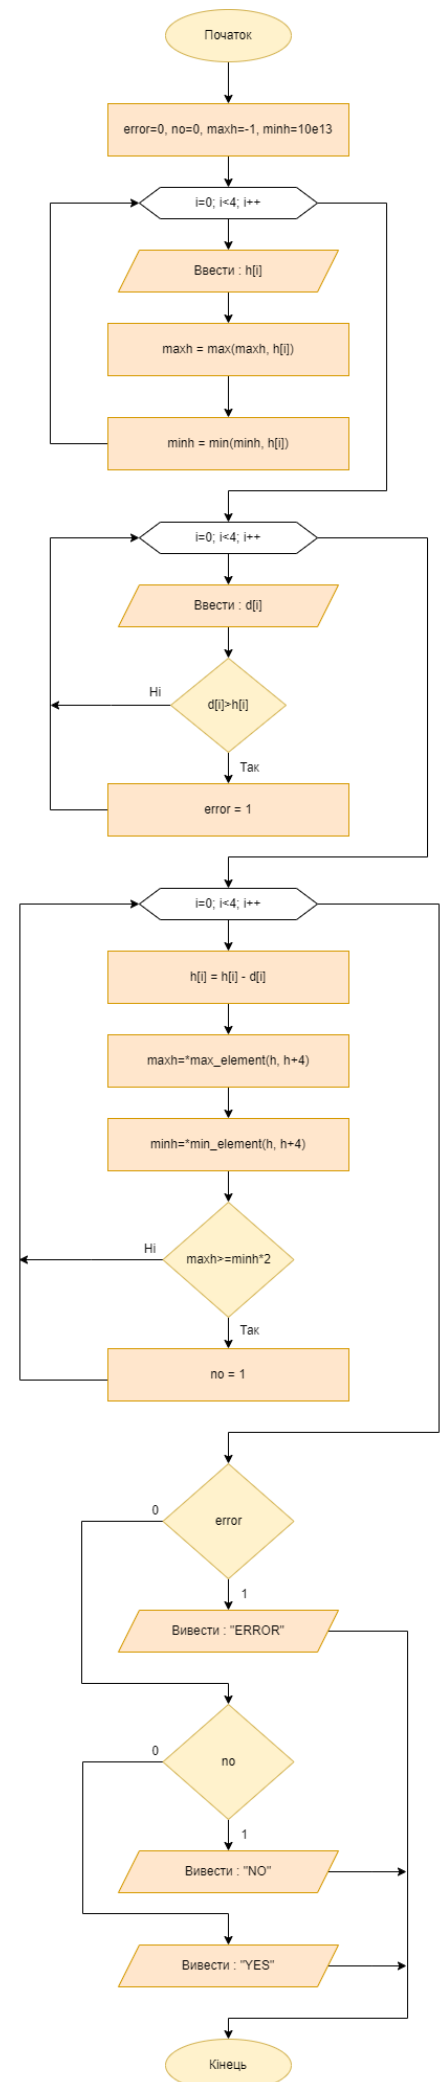 Початок
error=0, no=0, maxh=-1, minh=10e13
i=0; i<4; i++
Ввести : h[i]
maxh = max(maxh, h[i])
minh = min(minh, h[i])
i=0; i<4; i++
Ввести : d[i]
Ні
d[i]>h[i]
Так
error = 1
i=0; i<4; i++
h[i] = h[i] - d[i]
maxh=*max_element(h, h+4)
minh=*min_element(h, h+4)
Ні
maxh>=minh*2
Так
no = 1
0
error
1
Вивести : "ERROR"
0
no
1
Вивести : "NO"
Вивести : "YES"
Кінець